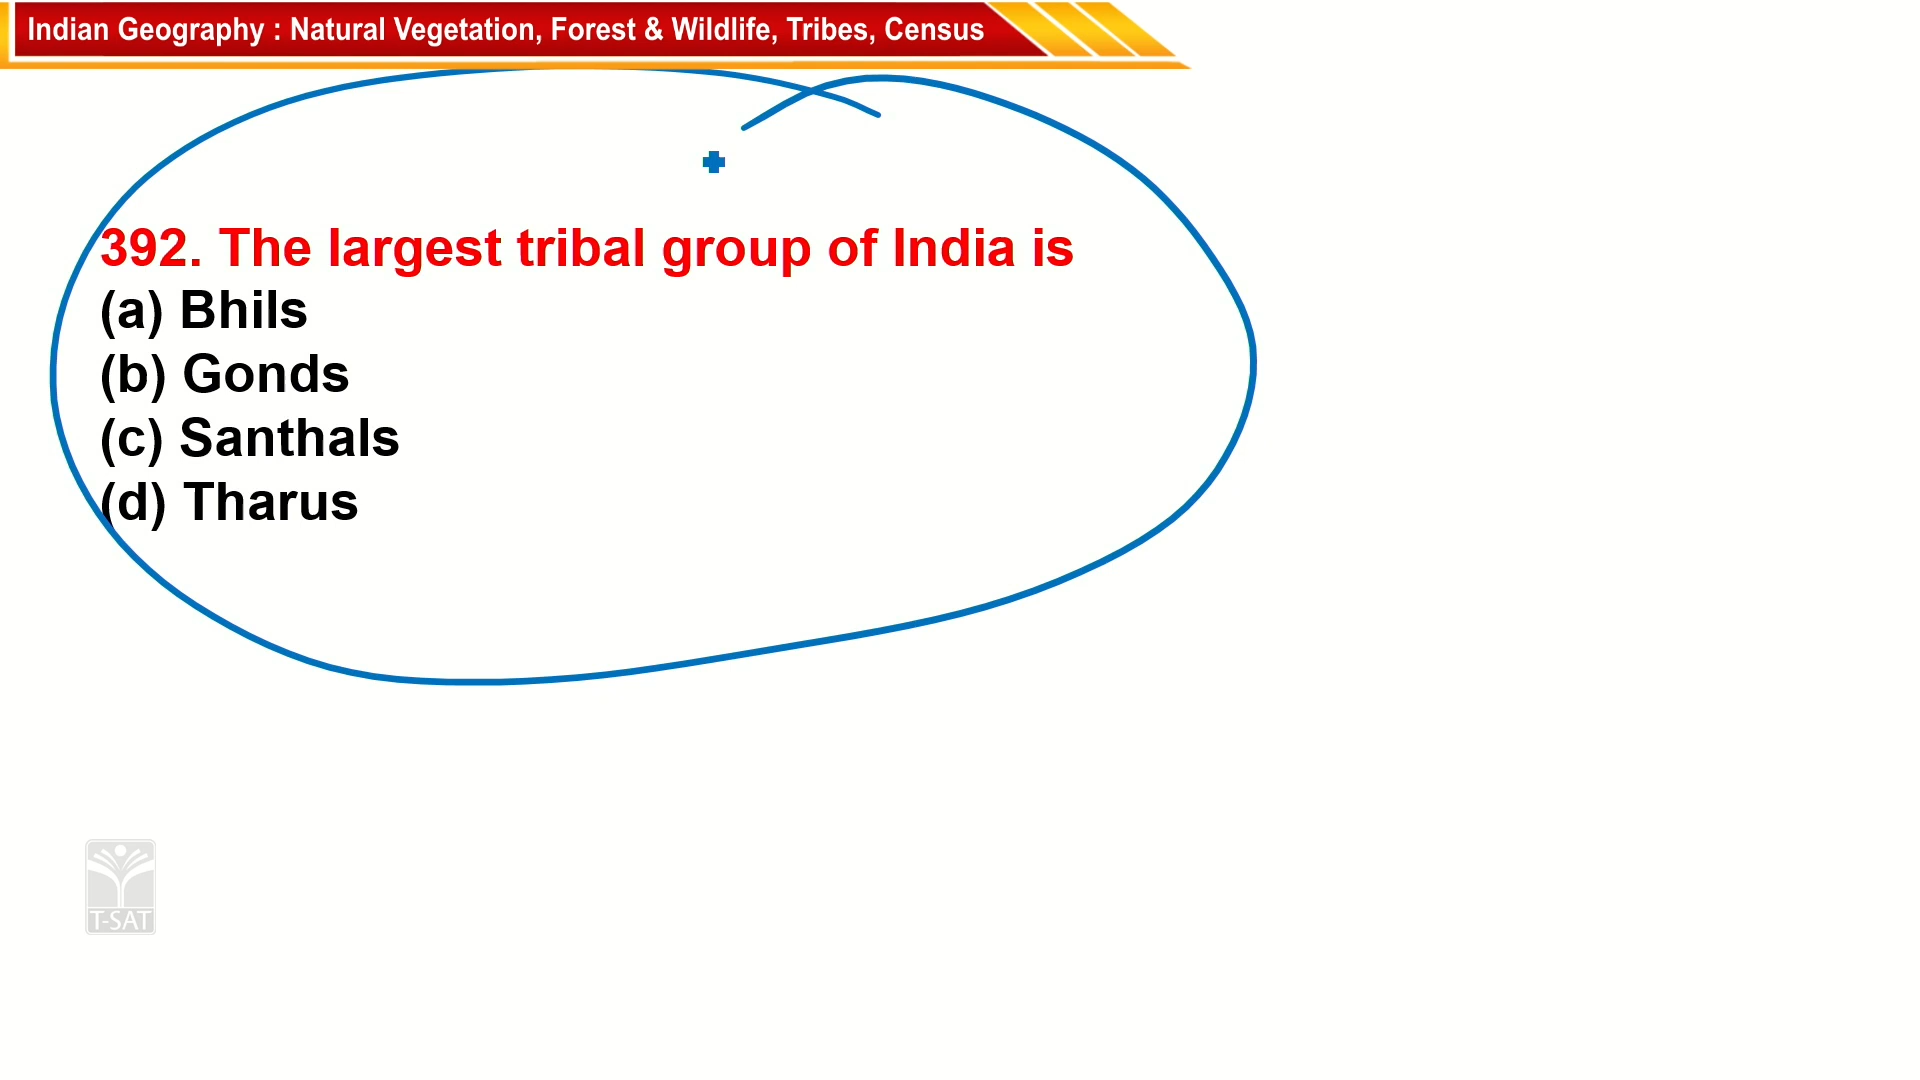 Indian Geography : Natural Vegetation, Forest & Wildlife, Tribes, Census
392. The largest tribal group of India is
(a) Bhils
(b) Gonds
(c) Santhals
(d) Tharus
T-SAT